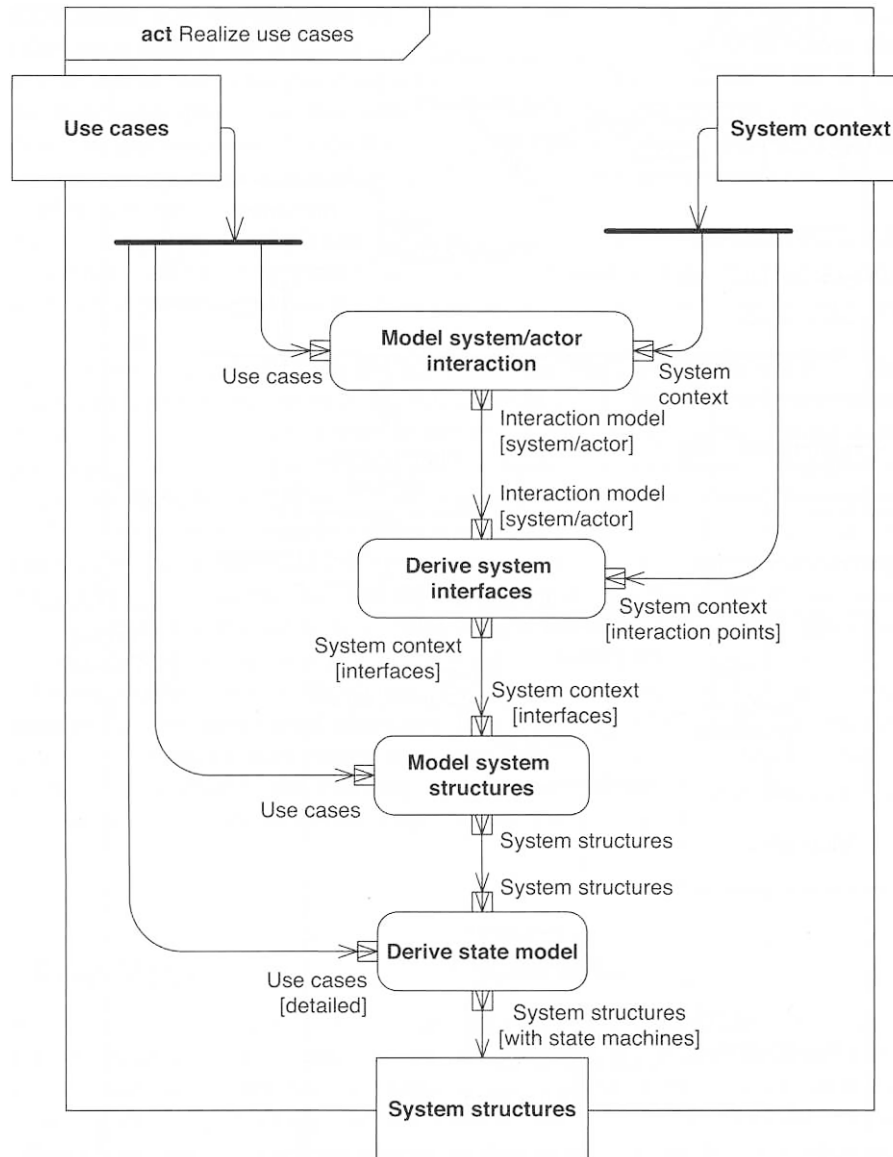 act Realize use cases
Use cases
System context
Model system/actor
interaction
Use cases
System
context
Interaction model
[system/actor]
Interaction model
[system/actor]
Derive system
interfaces
System context
[interaction points]
System context
[interfaces]
System context
[interfaces]
Model system
structures
Use cases
System structures
System structures
Derive state model
Use cases
[detailed]
System structures
[with state machines]
System structures